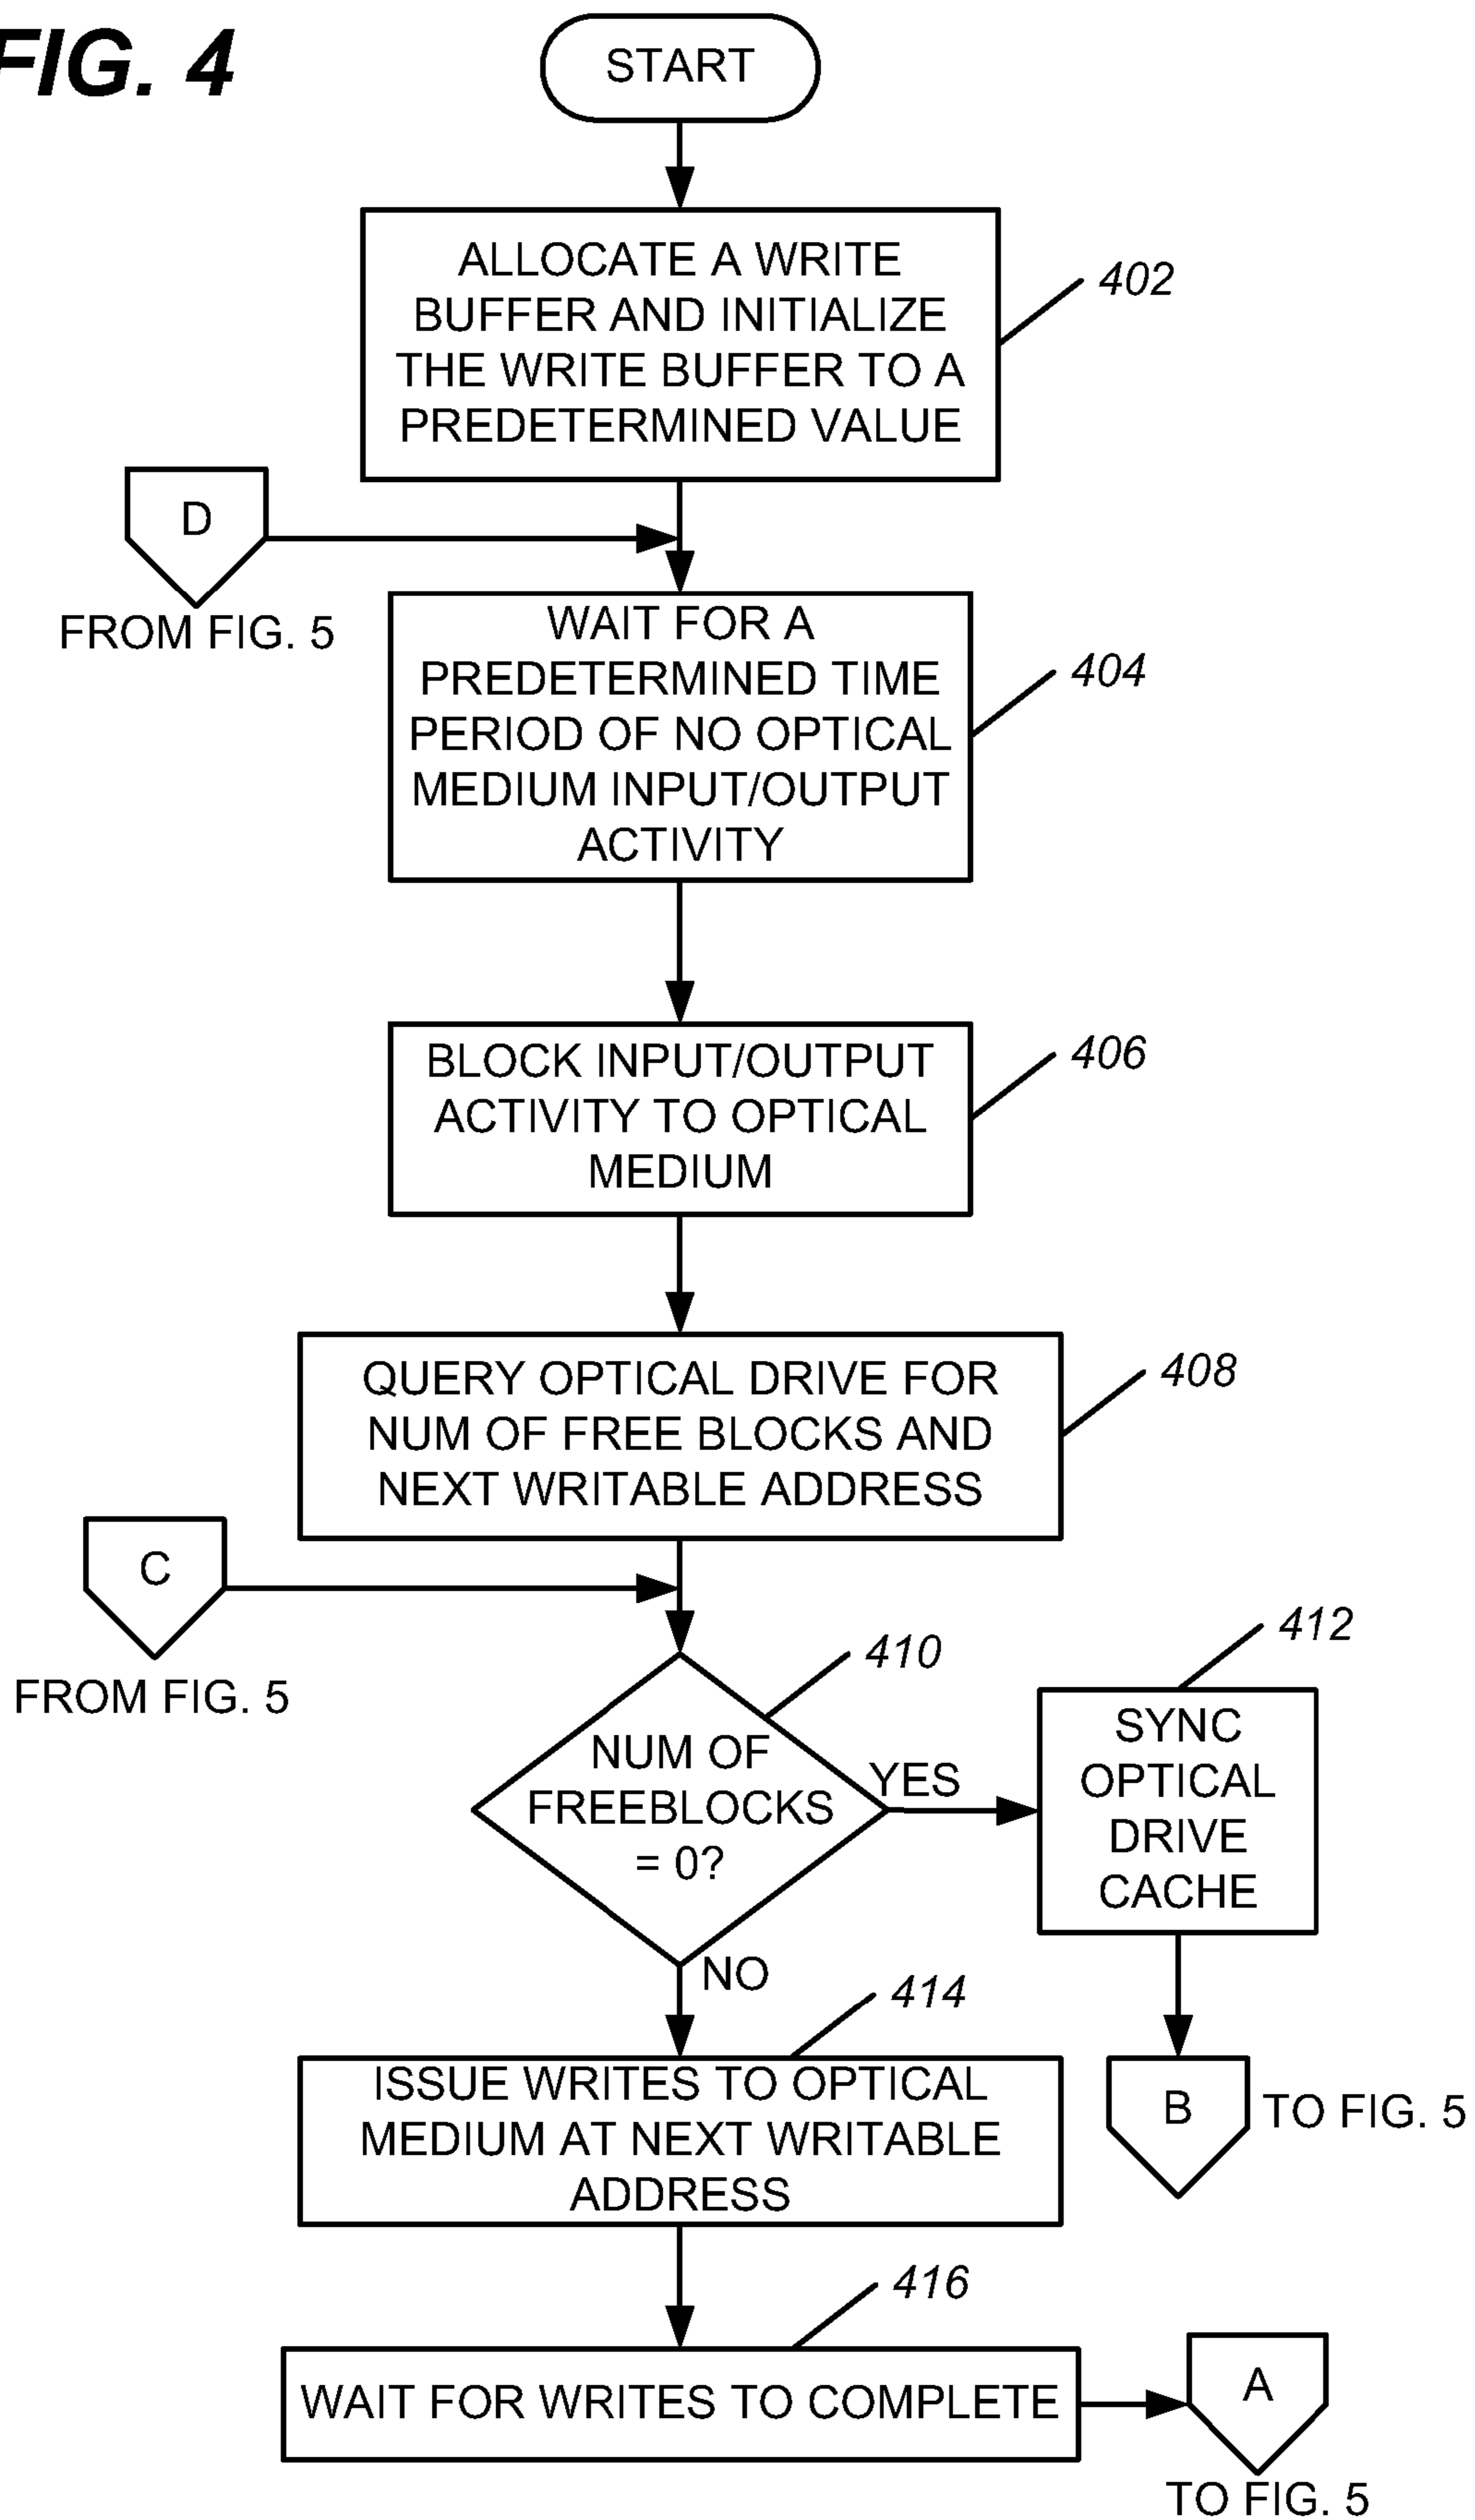 FIG. 4
START
ALLOCATE A WRITE
BUFFER AND INITIALIZE
THE WRITE BUFFER TO A
PREDETERMINED VALUE
402
D
FROM FIG. 5
WAIT FOR A
PREDETERMINED TIME
PERIOD OF NO OPTICAL
MEDIUM INPUT/OUTPUT
ACTIVITY
404
BLOCK INPUT/OUTPUT
ACTIVITY TO OPTICAL
MEDIUM
406
QUERY OPTICAL DRIVE FOR
NUM OF FREE BLOCKS AND
NEXT WRITABLE ADDRESS
408
C
FROM FIG. 5
410
NUM OF
FREEBLOCKS
= 0?
YES
412
SYNC
OPTICAL
DRIVE
CACHE
NO
414
ISSUE WRITES TO OPTICAL
MEDIUM AT NEXT WRITABLE
ADDRESS
B
TO FIG. 5
416
WAIT FOR WRITES TO COMPLETE
A
TO FIG. 5